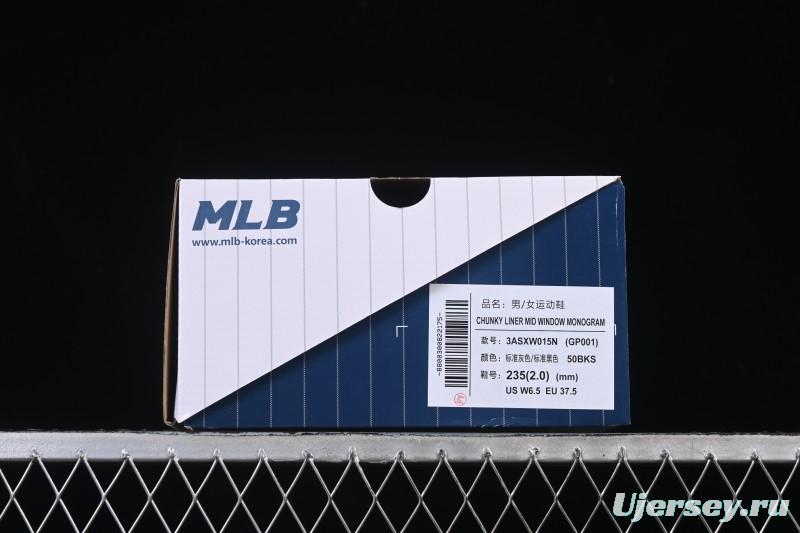 MLB
www.mlb-korea.com
品名: 男/女运动鞋
CHUNKY LINER MID WINDOW MONOGRAM
款号: 3ASXW015N (GP001)
颜色: 标准灰色/标准黑色 50BKS
鞋号: 235(2.0) (mm)
US W6.5 EU 37.5
-8800300822175-
Ujersey.ru